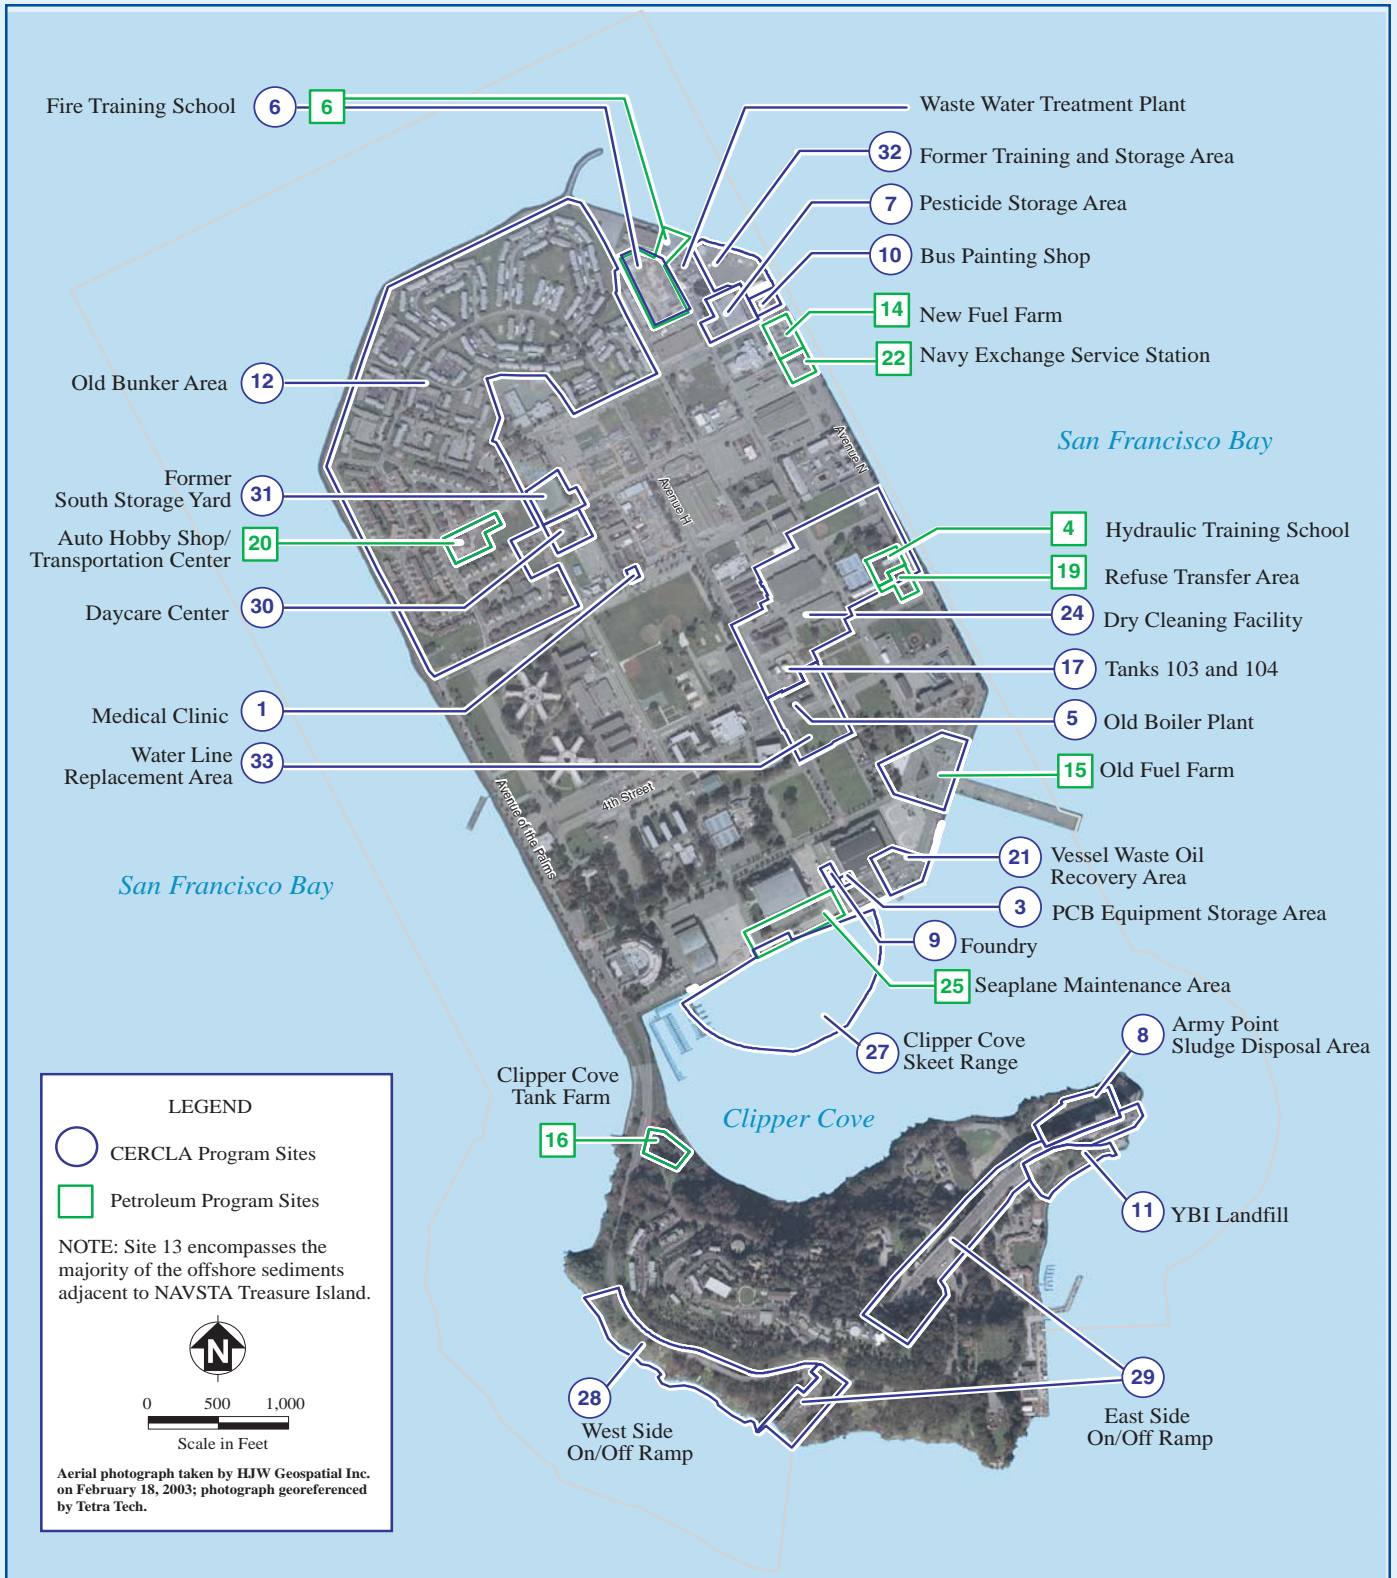 Fire Training School 6 6
Waste Water Treatment Plant
32 Former Training and Storage Area
7 Pesticide Storage Area
10 Bus Painting Shop
14 New Fuel Farm
22 Navy Exchange Service Station
Old Bunker Area 12
Avenue N
San Francisco Bay
Former
South Storage Yard 31
Avenue H
Auto Hobby Shop/
Transportation Center 20
4 Hydraulic Training School
19 Refuse Transfer Area
Daycare Center 30
24 Dry Cleaning Facility
17 Tanks 103 and 104
Medical Clinic 1
5 Old Boiler Plant
Water Line
Replacement Area 33
15 Old Fuel Farm
4th Street
Avenue of the Palms
San Francisco Bay
21 Vessel Waste Oil
Recovery Area
3 PCB Equipment Storage Area
9 Foundry
25 Seaplane Maintenance Area
27 Clipper Cove
Skeet Range
8 Army Point
Sludge Disposal Area
Clipper Cove
Tank Farm
16
Clipper Cove
11 YBI Landfill
28
West Side
On/Off Ramp
29
East Side
On/Off Ramp
LEGEND
CERCLA Program Sites
Petroleum Program Sites
NOTE: Site 13 encompasses the
majority of the offshore sediments
adjacent to NAVSTA Treasure Island.
N
0 500 1,000
Scale in Feet
Aerial photograph taken by HJW Geospatial Inc.
on February 18, 2003; photograph georeferenced
by Tetra Tech.